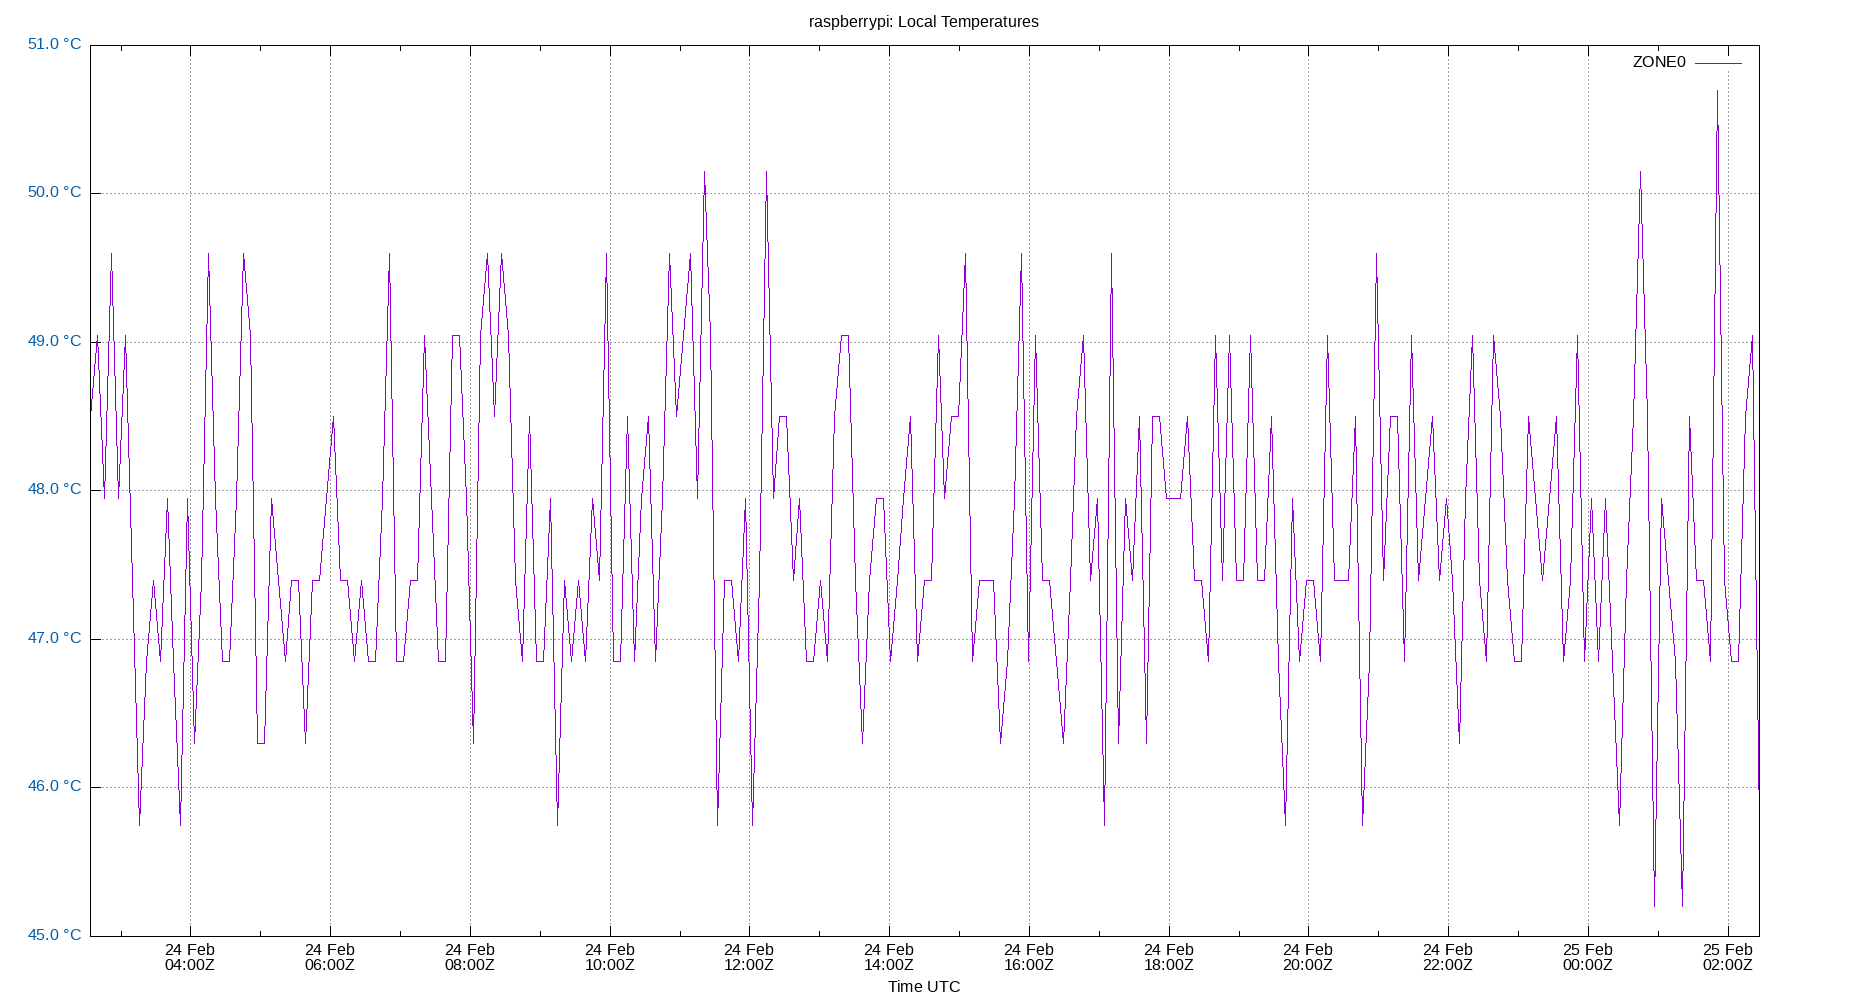 raspberrypi: Local Temperatures
51.0 °C
ZONE0
50.0 °C
49.0 °C
48.0 °C
47.0 °C
46.0 °C
45.0 °C
24 Feb 24 Feb 24 Feb 24 Feb 24 Feb 24 Feb 24 Feb 24 Feb 24 Feb 24 Feb 25 Feb 25 Feb
04:00Z 06:00Z 08:00Z 10:00Z 12:00Z 14:00Z 16:00Z 18:00Z 20:00Z 22:00Z 00:00Z 02:00Z
Time UTC